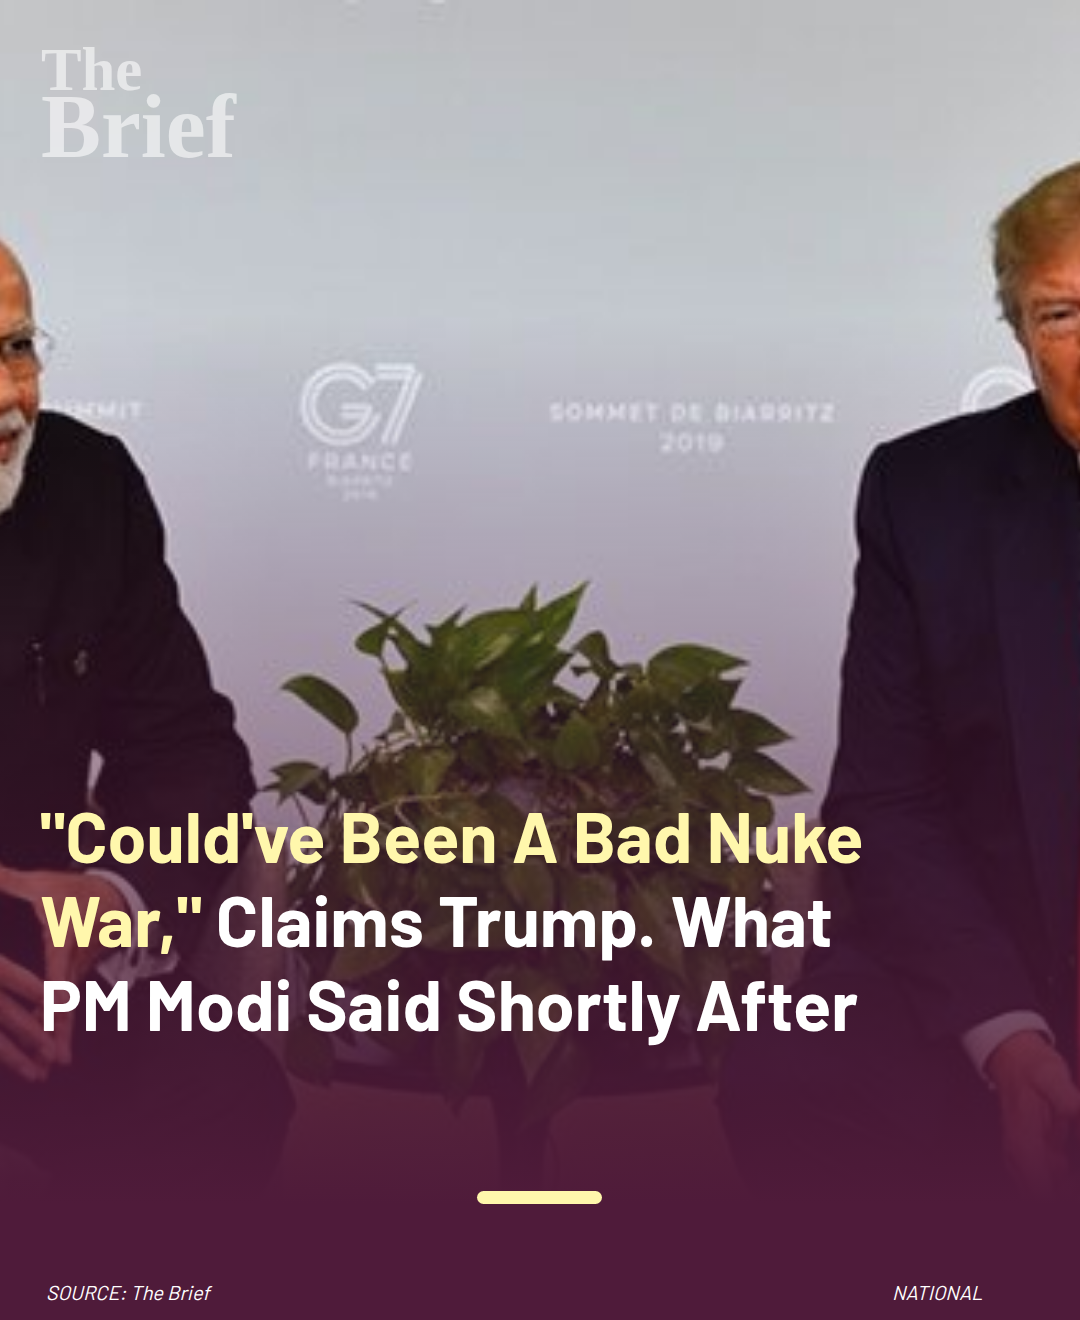 The
Brief
SUMMIT
G7
FRANCE
BIARRITZ
2019
SOMMET DE BIARRITZ
2019
"Could've Been A Bad Nuke
War," Claims Trump. What
PM Modi Said Shortly After
SOURCE: The Brief
NATIONAL